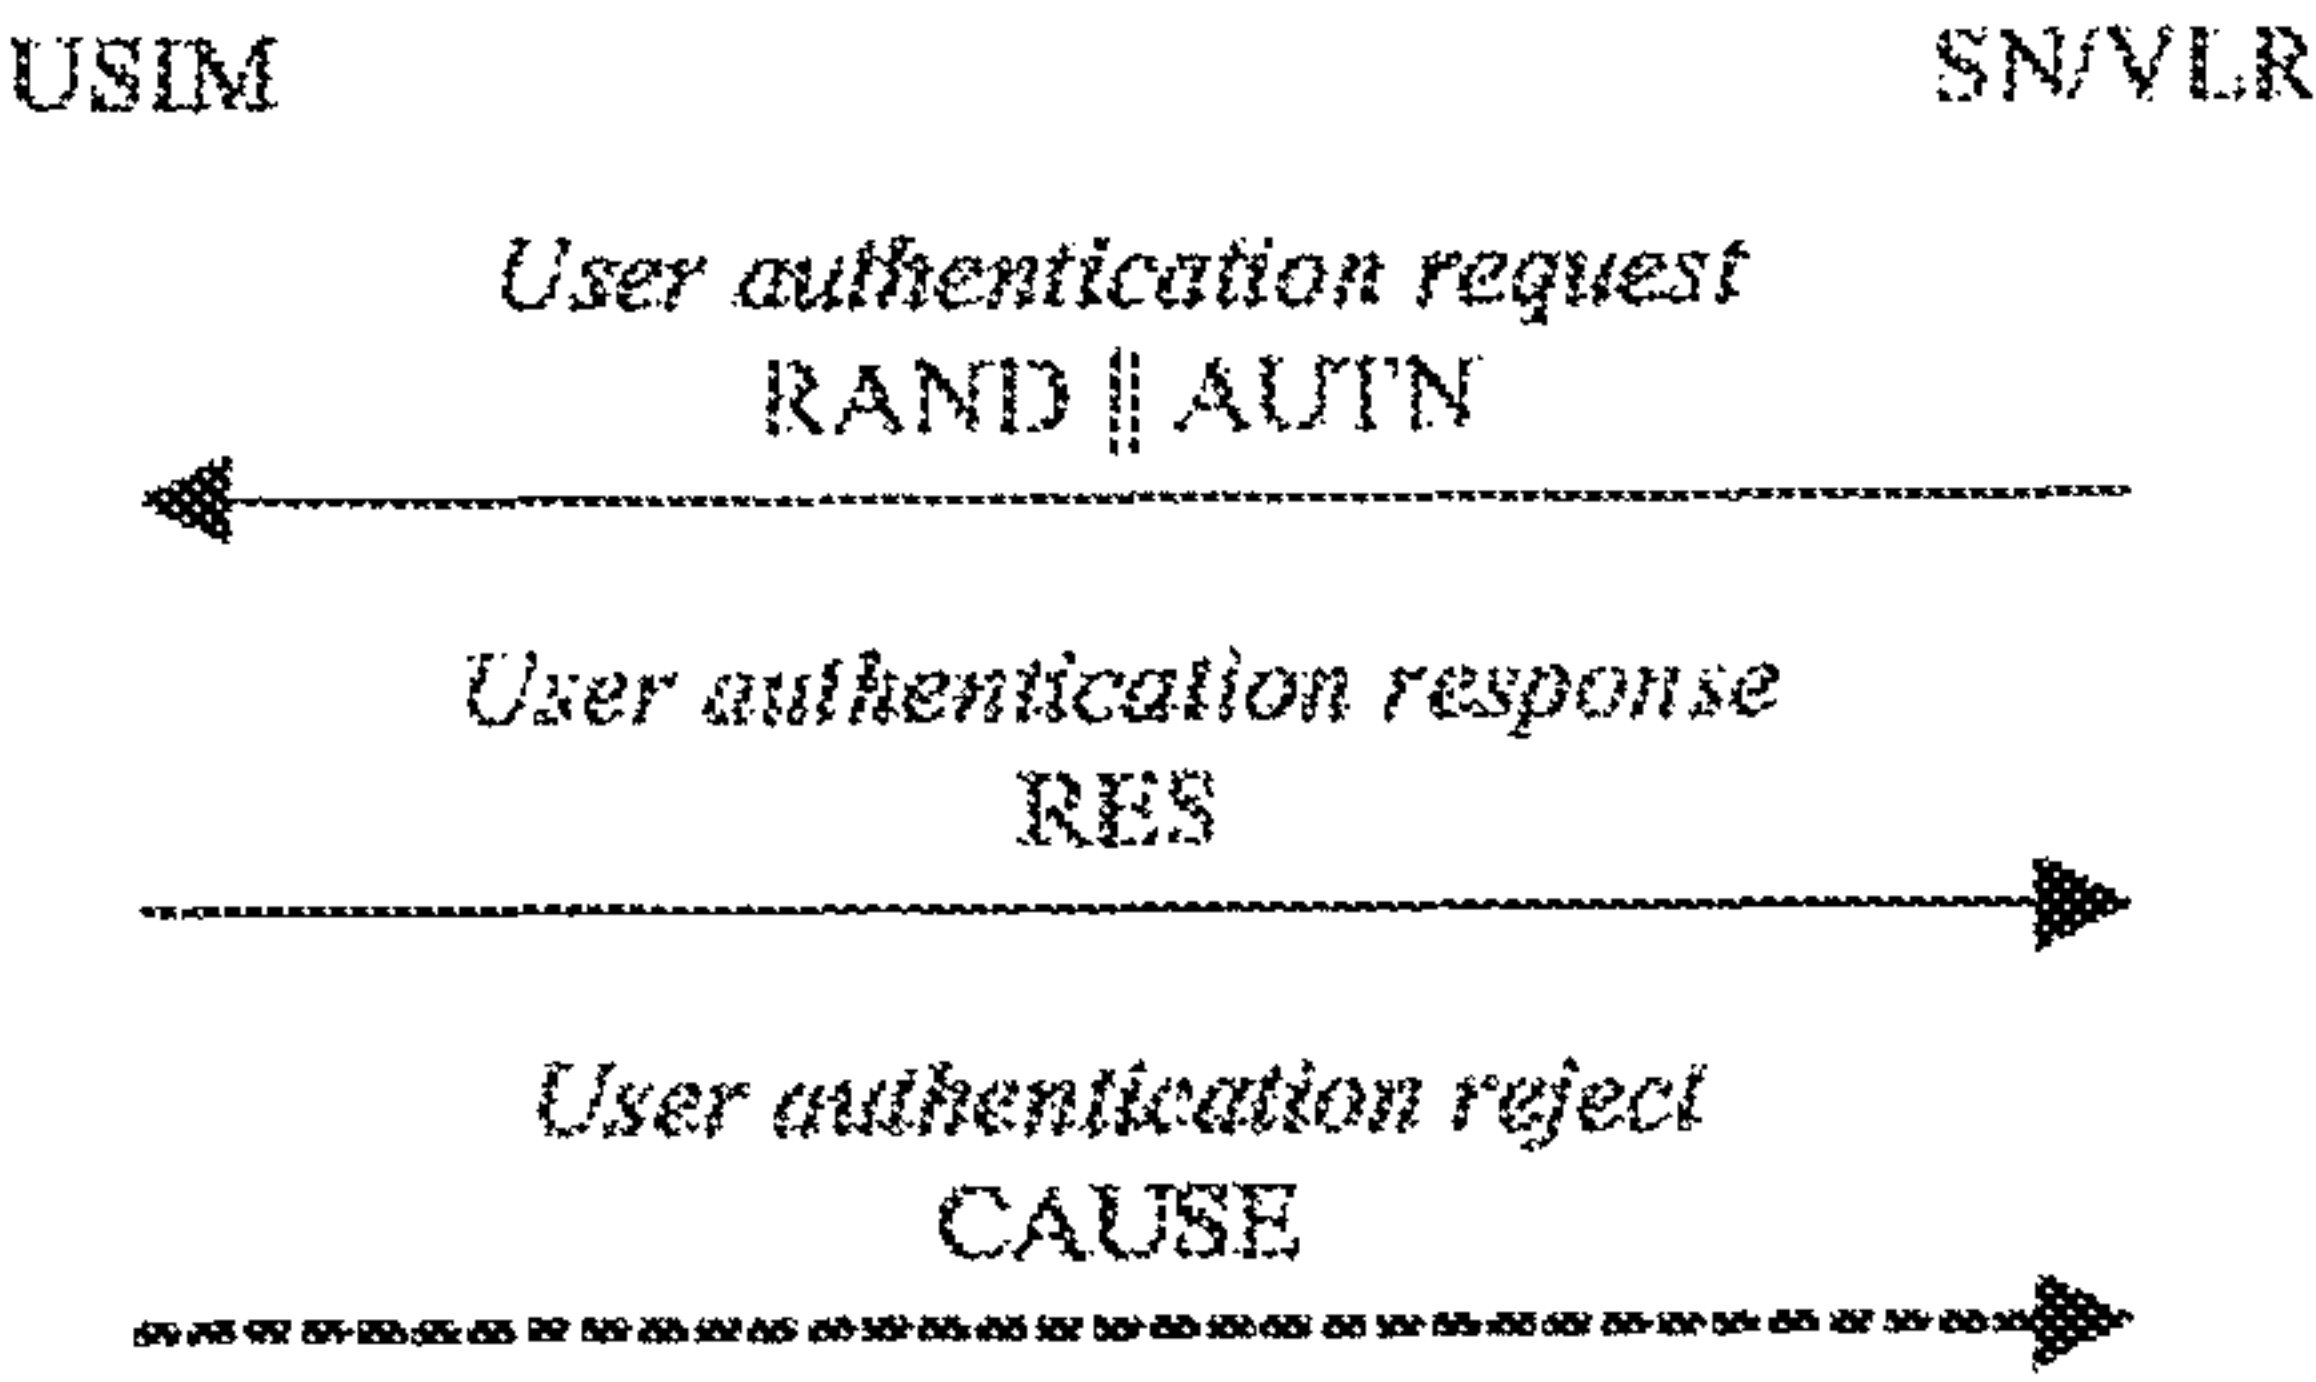 USIM SN/VLR
User authentication request
RAND || AUTN
User authentication response
RES
User authentication reject
CAUSE